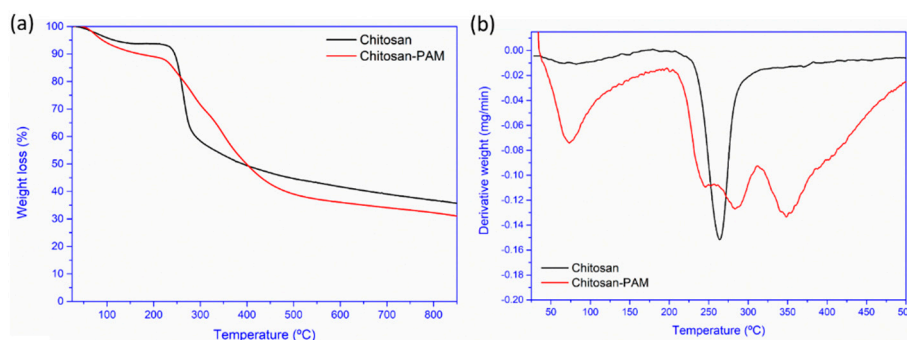 (a)
100
90
80
70
60
50
40
30
20
10
0
Weight loss (%)
Chitosan
Chitosan-PAM
100 200 300 400 500 600 700 800
Temperature (ºC)
(b)
0.00
-0.02
-0.04
-0.06
-0.08
-0.10
-0.12
-0.14
-0.16
-0.18
-0.20
Derivative weight (mg/min)
Chitosan
Chitosan-PAM
50 100 150 200 250 300 350 400 450
Temperature (ºC)